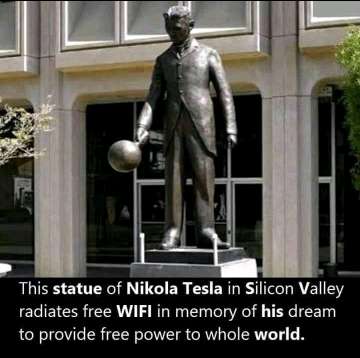 This statue of Nikola Tesla in Silicon Valley
radiates free WIFI in memory of his dream
to provide free power to whole world.